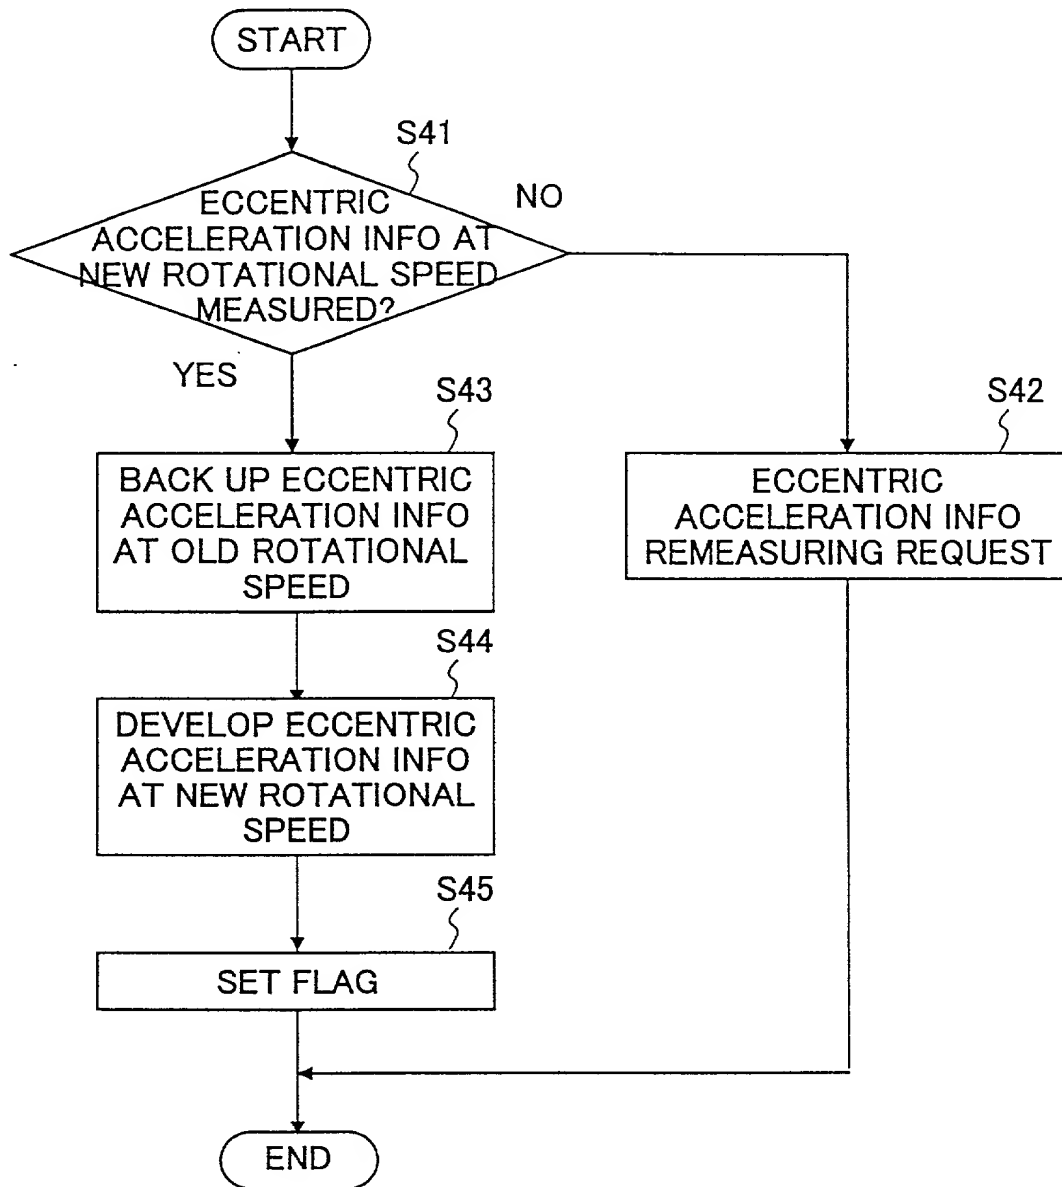 START
S41
ECCENTRIC
ACCELERATION INFO AT
NEW ROTATIONAL SPEED
MEASURED?
NO
YES
S43
BACK UP ECCENTRIC
ACCELERATION INFO
AT OLD ROTATIONAL
SPEED
S42
ECCENTRIC
ACCELERATION INFO
REMEASURING REQUEST
S44
DEVELOP ECCENTRIC
ACCELERATION INFO
AT NEW ROTATIONAL
SPEED
S45
SET FLAG
END